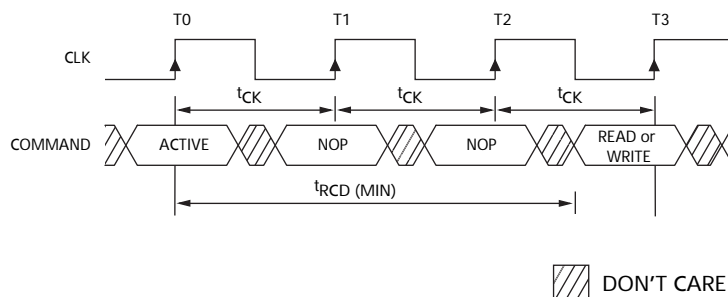 T0 T1 T2 T3
CLK
tCK tCK tCK
COMMAND ACTIVE NOP NOP READ or
WRITE
tRCD (MIN)
DON'T CARE